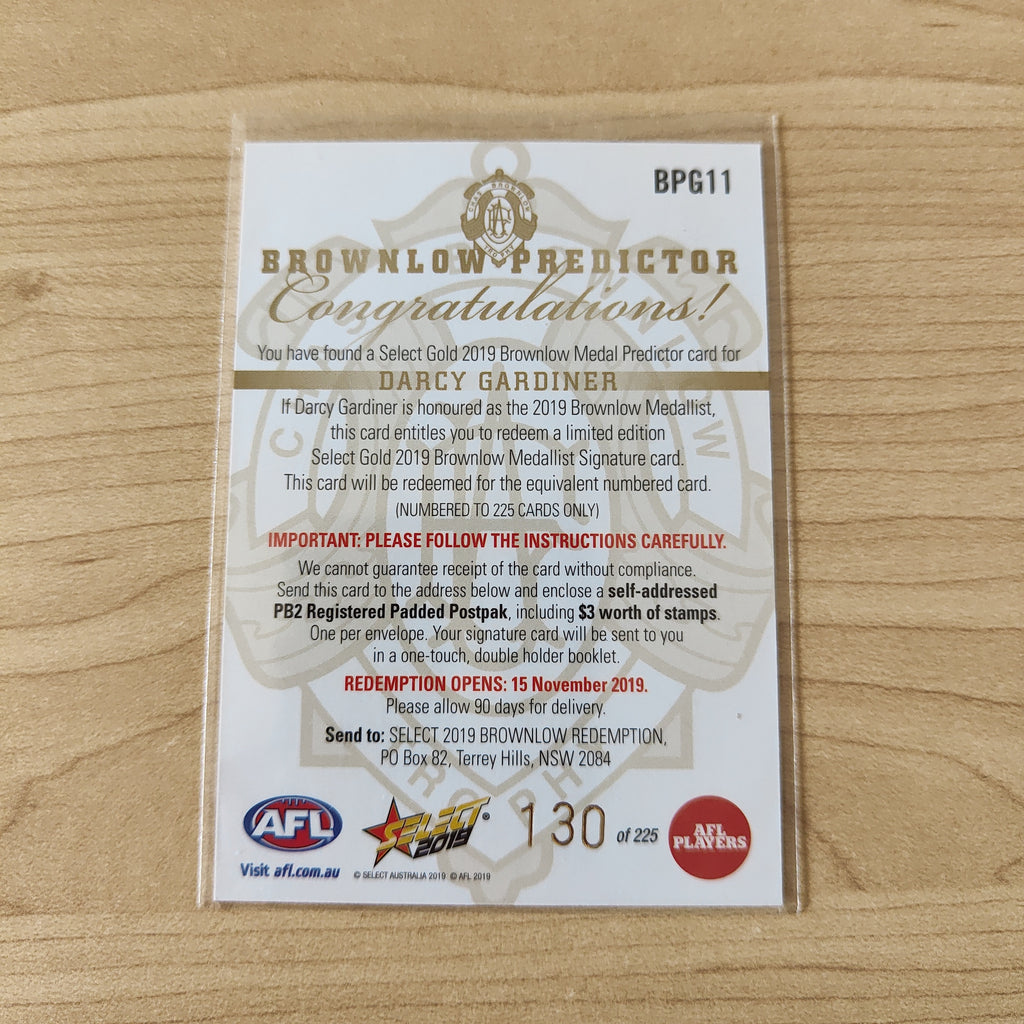 BPG11
CHAS BROWNLOW
TROPHY
BROWNLOW PREDICTOR
Congratulations!
You have found a Select Gold 2019 Brownlow Medal Predictor card for
DARCY GARDINER
If Darcy Gardiner is honoured as the 2019 Brownlow Medallist,
this card entitles you to redeem a limited edition
Select Gold 2019 Brownlow Medallist Signature card.
This card will be redeemed for the equivalent numbered card.
(NUMBERED TO 225 CARDS ONLY)
IMPORTANT: PLEASE FOLLOW THE INSTRUCTIONS CAREFULLY.
We cannot guarantee receipt of the card without compliance.
Send this card to the address below and enclose a self-addressed
PB2 Registered Padded Postpak, including $3 worth of stamps.
One per envelope. Your signature card will be sent to you
in a one-touch, double holder booklet.
REDEMPTION OPENS: 15 November 2019.
Please allow 90 days for delivery.
Send to: SELECT 2019 BROWNLOW REDEMPTION,
PO Box 82, Terrey Hills, NSW 2084
AFL
Visit afl.com.au
SELECT®
2019
© SELECT AUSTRALIA 2019 © AFL 2019
130 of 225
AFL
PLAYERS